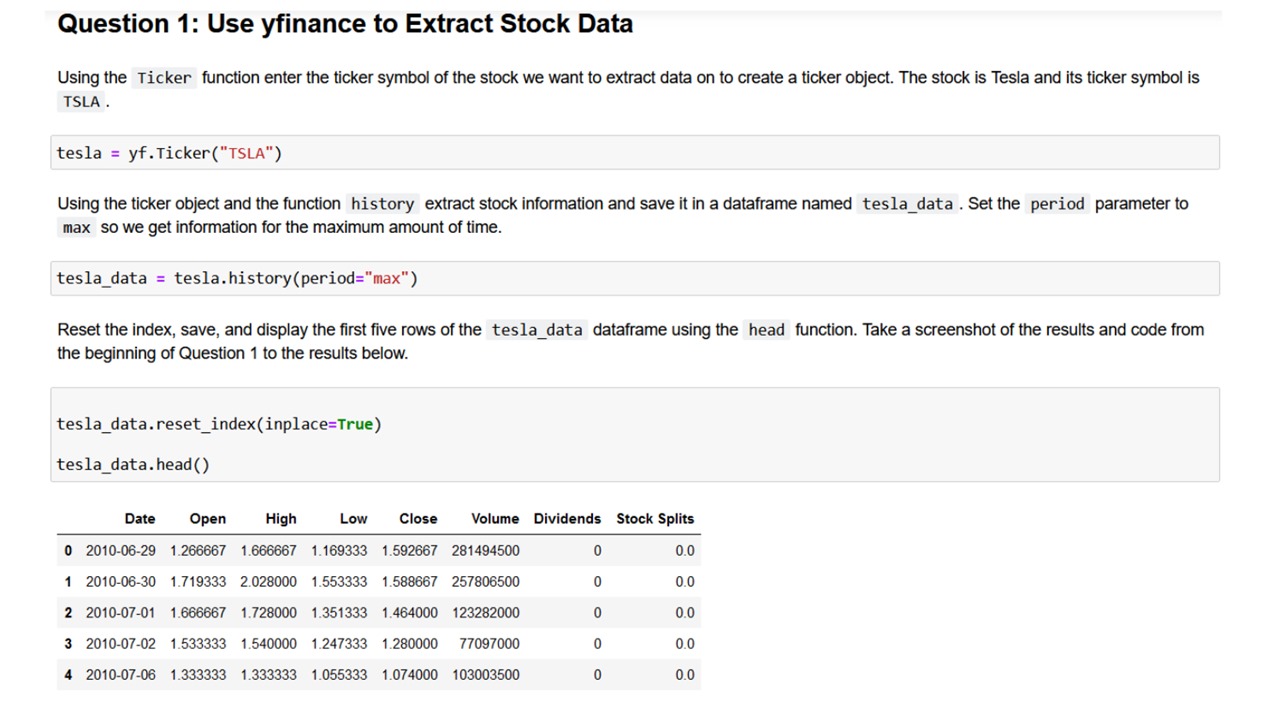 Question 1: Use yfinance to Extract Stock Data
Using the Ticker function enter the ticker symbol of the stock we want to extract data on to create a ticker object. The stock is Tesla and its ticker symbol is
TSLA .
tesla = yf.Ticker("TSLA")
Using the ticker object and the function history extract stock information and save it in a dataframe named tesla_data . Set the period parameter to
max so we get information for the maximum amount of time.
tesla_data = tesla.history(period="max")
Reset the index, save, and display the first five rows of the tesla_data dataframe using the head function. Take a screenshot of the results and code from
the beginning of Question 1 to the results below.
tesla_data.reset_index(inplace=True)
tesla_data.head()
Date Open High Low Close Volume Dividends Stock Splits
0 2010-06-29 1.266667 1.666667 1.169333 1.592667 281494500 0 0.0
1 2010-06-30 1.719333 2.028000 1.553333 1.588667 257806500 0 0.0
2 2010-07-01 1.666667 1.728000 1.351333 1.464000 123282000 0 0.0
3 2010-07-02 1.533333 1.540000 1.247333 1.280000 77097000 0 0.0
4 2010-07-06 1.333333 1.333333 1.055333 1.074000 103003500 0 0.0